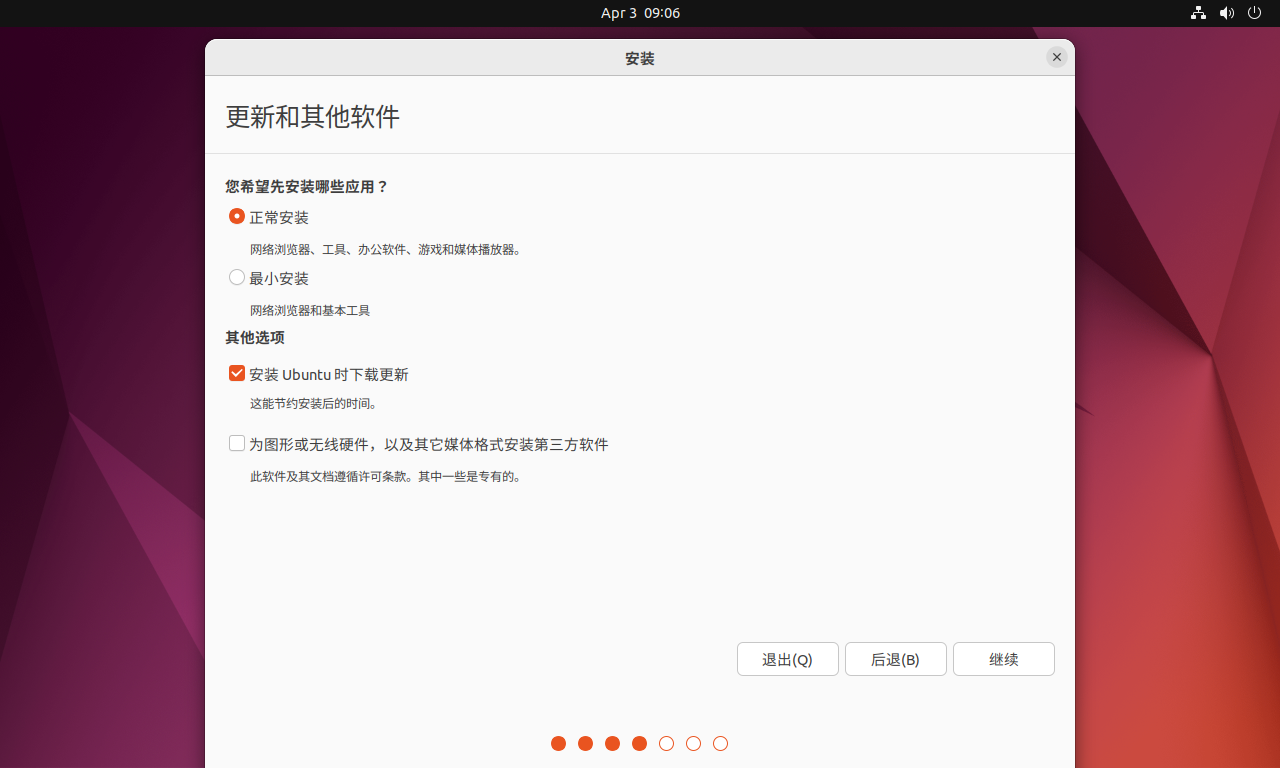 Apr 3 09:06
安装
更新和其他软件
您希望先安装哪些应用？
正常安装
网络浏览器、工具、办公软件、游戏和媒体播放器。
最小安装
网络浏览器和基本工具
其他选项
安装 Ubuntu 时下载更新
这能节约安装后的时间。
为图形或无线硬件，以及其它媒体格式安装第三方软件
此软件及其文档遵循许可条款。其中一些是专有的。
退出(Q) 后退(B) 继续